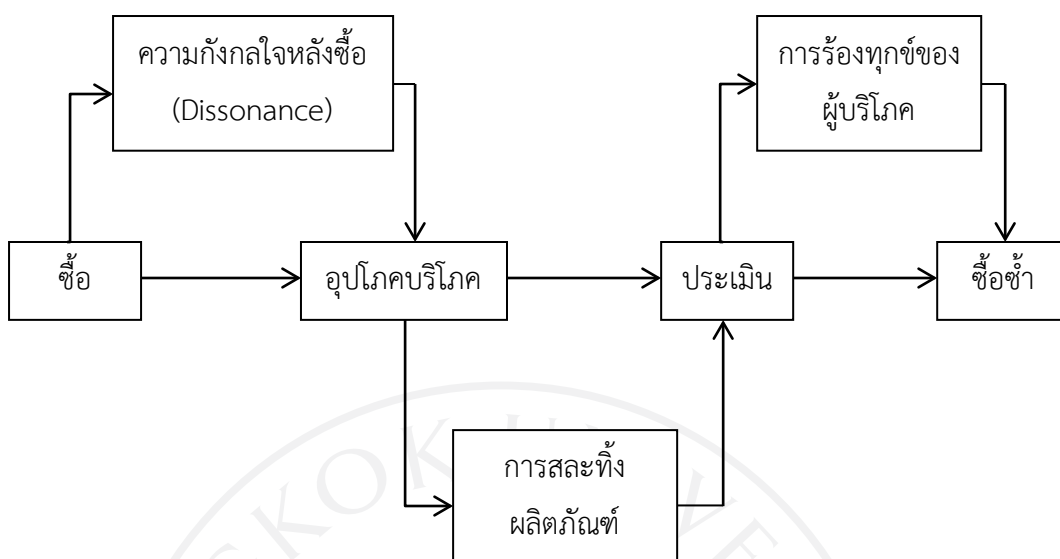 ความกังกลใจหลังซื้อ
(Dissonance)
การร้องทุกข์ของ
ผู้บริโภค
ซื้อ
อุปโภคบริโภค
ประเมิน
ซื้อซ้ำ
การสละทิ้ง
ผลิตภัณฑ์